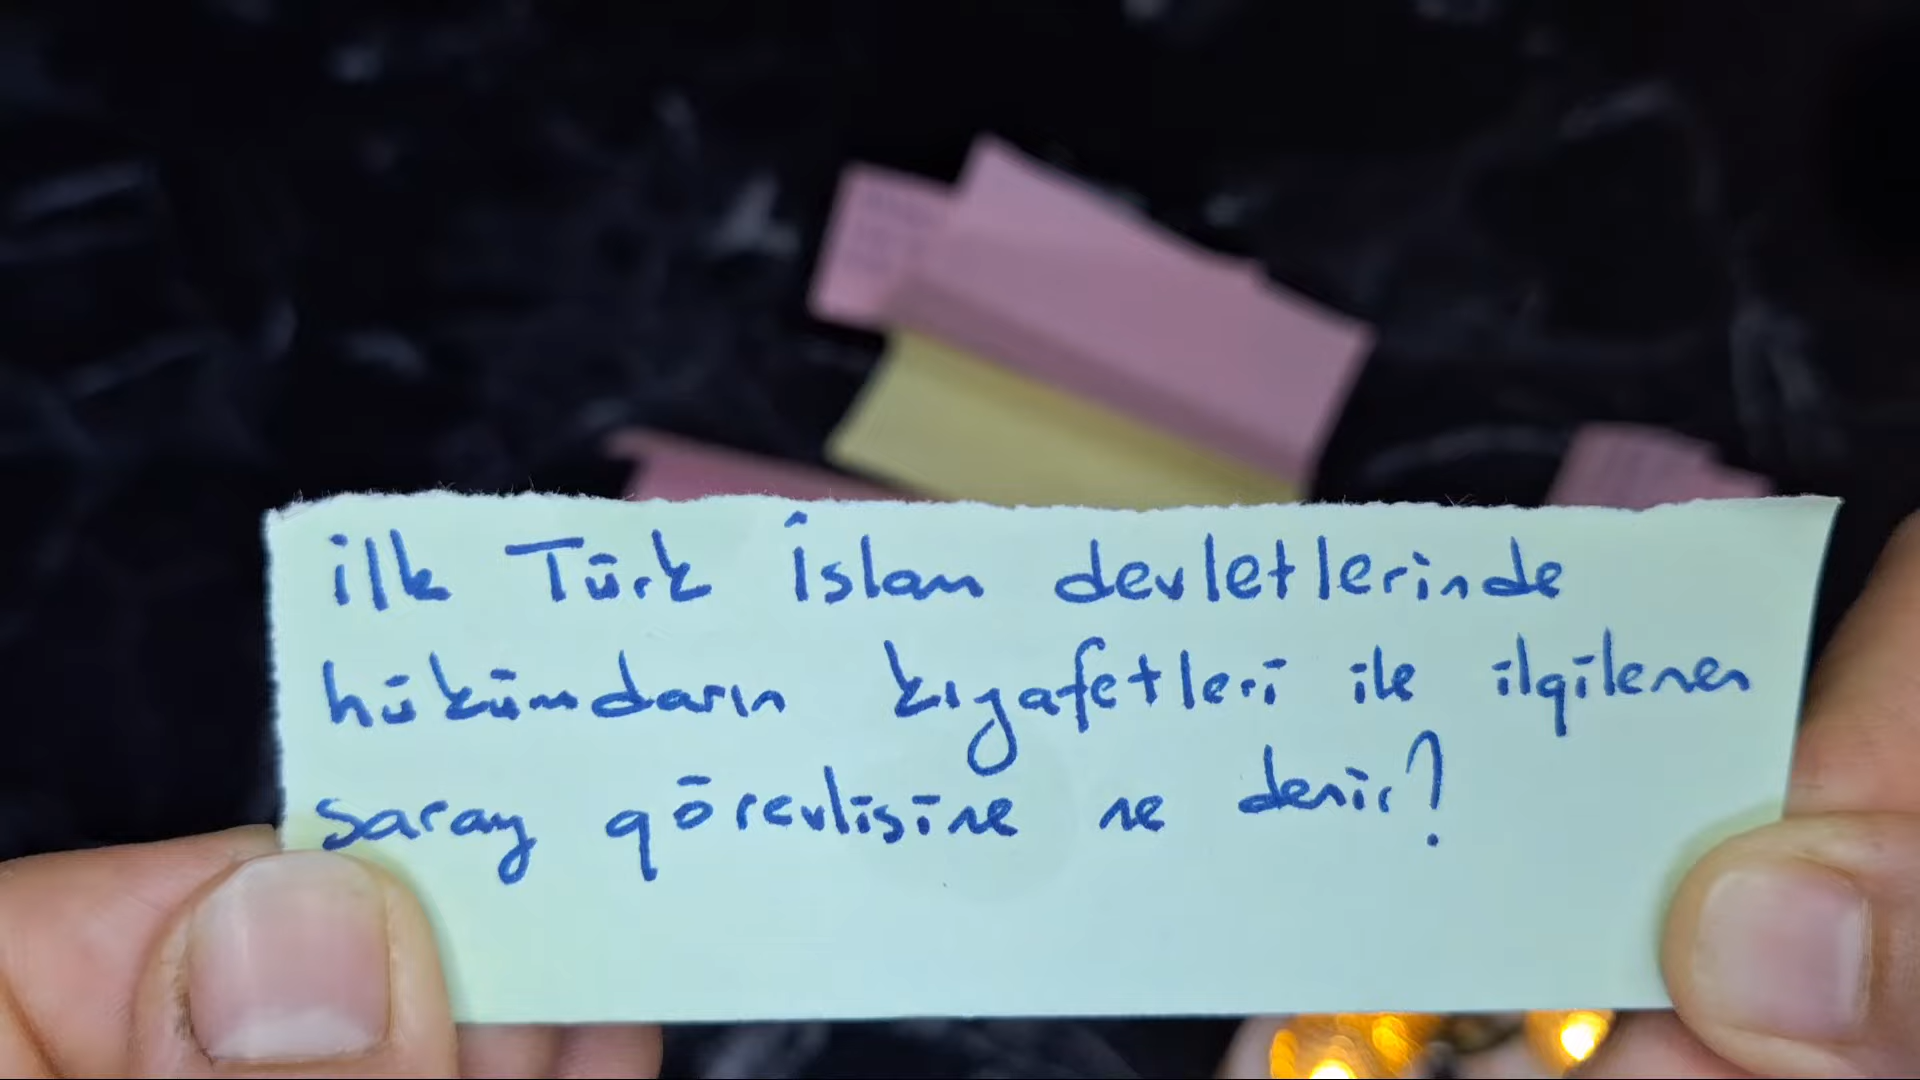 ilk Türk İslam devletlerinde
hükümdarın kıyafetleri ile ilgilenen
saray görevlisine ne denir?